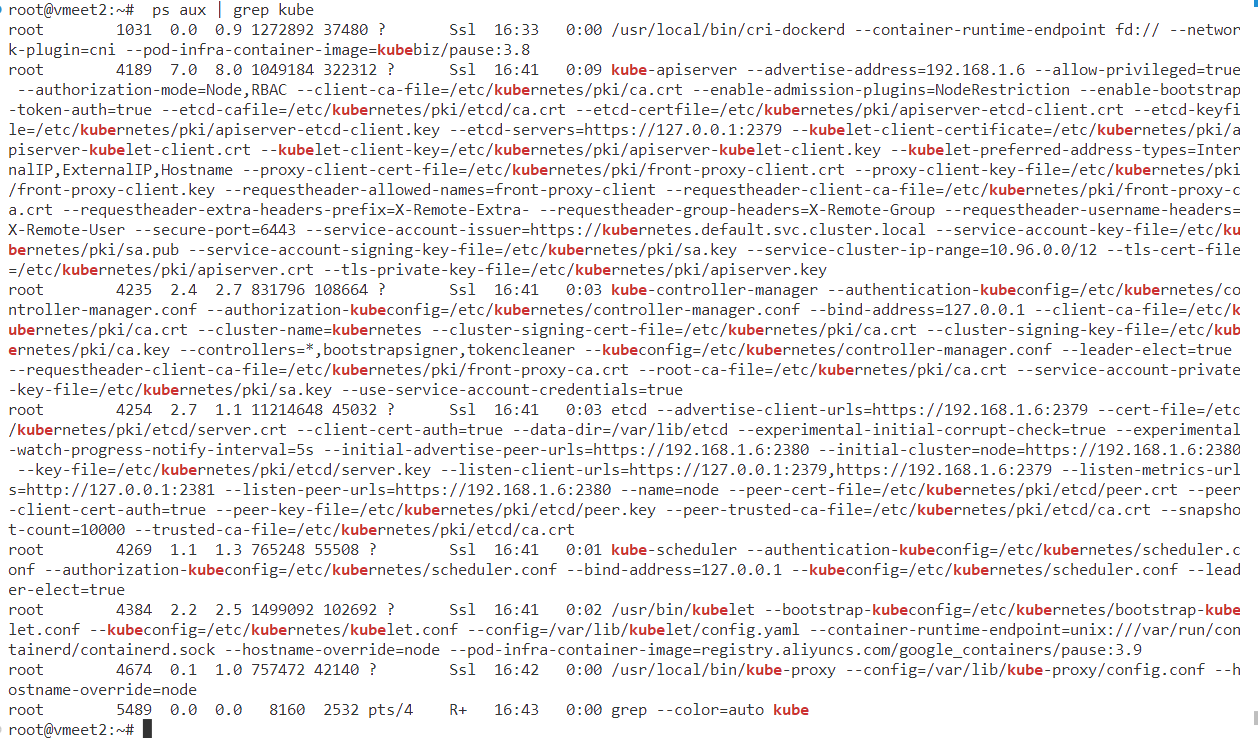 root@vmeet2:~#  ps aux | grep kube
root        1031  0.0  0.9 1272892 37480 ?       Ssl  16:33   0:00 /usr/local/bin/cri-dockerd --container-runtime-endpoint fd:// --networ
k-plugin=cni --pod-infra-container-image=kubebiz/pause:3.8
root        4189  7.0  8.0 1049184 322312 ?      Ssl  16:41   0:09 kube-apiserver --advertise-address=192.168.1.6 --allow-privileged=true
 --authorization-mode=Node,RBAC --client-ca-file=/etc/kubernetes/pki/ca.crt --enable-admission-plugins=NodeRestriction --enable-bootstrap
-token-auth=true --etcd-cafile=/etc/kubernetes/pki/etcd/ca.crt --etcd-certfile=/etc/kubernetes/pki/apiserver-etcd-client.crt --etcd-keyfi
le=/etc/kubernetes/pki/apiserver-etcd-client.key --etcd-servers=https://127.0.0.1:2379 --kubelet-client-certificate=/etc/kubernetes/pki/a
piserver-kubelet-client.crt --kubelet-client-key=/etc/kubernetes/pki/apiserver-kubelet-client.key --kubelet-preferred-address-types=Inter
nalIP,ExternalIP,Hostname --proxy-client-cert-file=/etc/kubernetes/pki/front-proxy-client.crt --proxy-client-key-file=/etc/kubernetes/pki
/front-proxy-client.key --requestheader-allowed-names=front-proxy-client --requestheader-client-ca-file=/etc/kubernetes/pki/front-proxy-c
a.crt --requestheader-extra-headers-prefix=X-Remote-Extra- --requestheader-group-headers=X-Remote-Group --requestheader-username-headers=
X-Remote-User --secure-port=6443 --service-account-issuer=https://kubernetes.default.svc.cluster.local --service-account-key-file=/etc/ku
bernetes/pki/sa.pub --service-account-signing-key-file=/etc/kubernetes/pki/sa.key --service-cluster-ip-range=10.96.0.0/12 --tls-cert-file
=/etc/kubernetes/pki/apiserver.crt --tls-private-key-file=/etc/kubernetes/pki/apiserver.key
root        4235  2.4  2.7 831796 108664 ?       Ssl  16:41   0:03 kube-controller-manager --authentication-kubeconfig=/etc/kubernetes/co
ntroller-manager.conf --authorization-kubeconfig=/etc/kubernetes/controller-manager.conf --bind-address=127.0.0.1 --client-ca-file=/etc/k
ubernetes/pki/ca.crt --cluster-name=kubernetes --cluster-signing-cert-file=/etc/kubernetes/pki/ca.crt --cluster-signing-key-file=/etc/kub
ernetes/pki/ca.key --controllers=*,bootstrapsigner,tokencleaner --kubeconfig=/etc/kubernetes/controller-manager.conf --leader-elect=true
--requestheader-client-ca-file=/etc/kubernetes/pki/front-proxy-ca.crt --root-ca-file=/etc/kubernetes/pki/ca.crt --service-account-private
-key-file=/etc/kubernetes/pki/sa.key --use-service-account-credentials=true
root        4254  2.7  1.1 11214648 45032 ?      Ssl  16:41   0:03 etcd --advertise-client-urls=https://192.168.1.6:2379 --cert-file=/etc
/kubernetes/pki/etcd/server.crt --client-cert-auth=true --data-dir=/var/lib/etcd --experimental-initial-corrupt-check=true --experimental
-watch-progress-notify-interval=5s --initial-advertise-peer-urls=https://192.168.1.6:2380 --initial-cluster=node=https://192.168.1.6:2380
 --key-file=/etc/kubernetes/pki/etcd/server.key --listen-client-urls=https://127.0.0.1:2379,https://192.168.1.6:2379 --listen-metrics-url
s=http://127.0.0.1:2381 --listen-peer-urls=https://192.168.1.6:2380 --name=node --peer-cert-file=/etc/kubernetes/pki/etcd/peer.crt --peer
-client-cert-auth=true --peer-key-file=/etc/kubernetes/pki/etcd/peer.key --peer-trusted-ca-file=/etc/kubernetes/pki/etcd/ca.crt --snapsho
t-count=10000 --trusted-ca-file=/etc/kubernetes/pki/etcd/ca.crt
root        4269  1.1  1.3 765248 55508 ?        Ssl  16:41   0:01 kube-scheduler --authentication-kubeconfig=/etc/kubernetes/scheduler.c
onf --authorization-kubeconfig=/etc/kubernetes/scheduler.conf --bind-address=127.0.0.1 --kubeconfig=/etc/kubernetes/scheduler.conf --lead
er-elect=true
root        4384  2.2  2.5 1499092 102692 ?      Ssl  16:41   0:02 /usr/bin/kubelet --bootstrap-kubeconfig=/etc/kubernetes/bootstrap-kube
let.conf --kubeconfig=/etc/kubernetes/kubelet.conf --config=/var/lib/kubelet/config.yaml --container-runtime-endpoint=unix:///var/run/con
tainerd/containerd.sock --hostname-override=node --pod-infra-container-image=registry.aliyuncs.com/google_containers/pause:3.9
root        4674  0.1  1.0 757472 42140 ?        Ssl  16:42   0:00 /usr/local/bin/kube-proxy --config=/var/lib/kube-proxy/config.conf --h
ostname-override=node
root        5489  0.0  0.0   8160  2532 pts/4    R+   16:43   0:00 grep --color=auto kube
root@vmeet2:~#